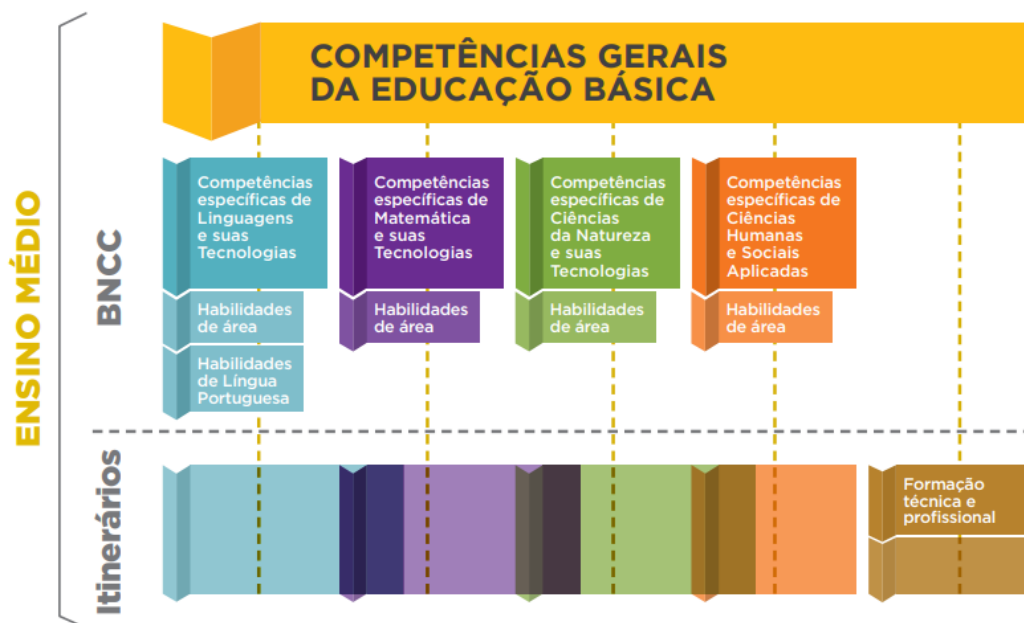 COMPETÊNCIAS GERAIS
DA EDUCAÇÃO BÁSICA
ENSINO MÉDIO
BNCC
Competências
específicas de
Linguagens
e suas
Tecnologias
Habilidades
de área
Habilidades
de Língua
Portuguesa
Competências
específicas de
Matemática
e suas
Tecnologias
Habilidades
de área
Competências
específicas de
Ciências
da Natureza
e suas
Tecnologias
Habilidades
de área
Competências
específicas de
Ciências
Humanas
e Sociais
Aplicadas
Habilidades
de área
Itinerários
Formação
técnica e
profissional